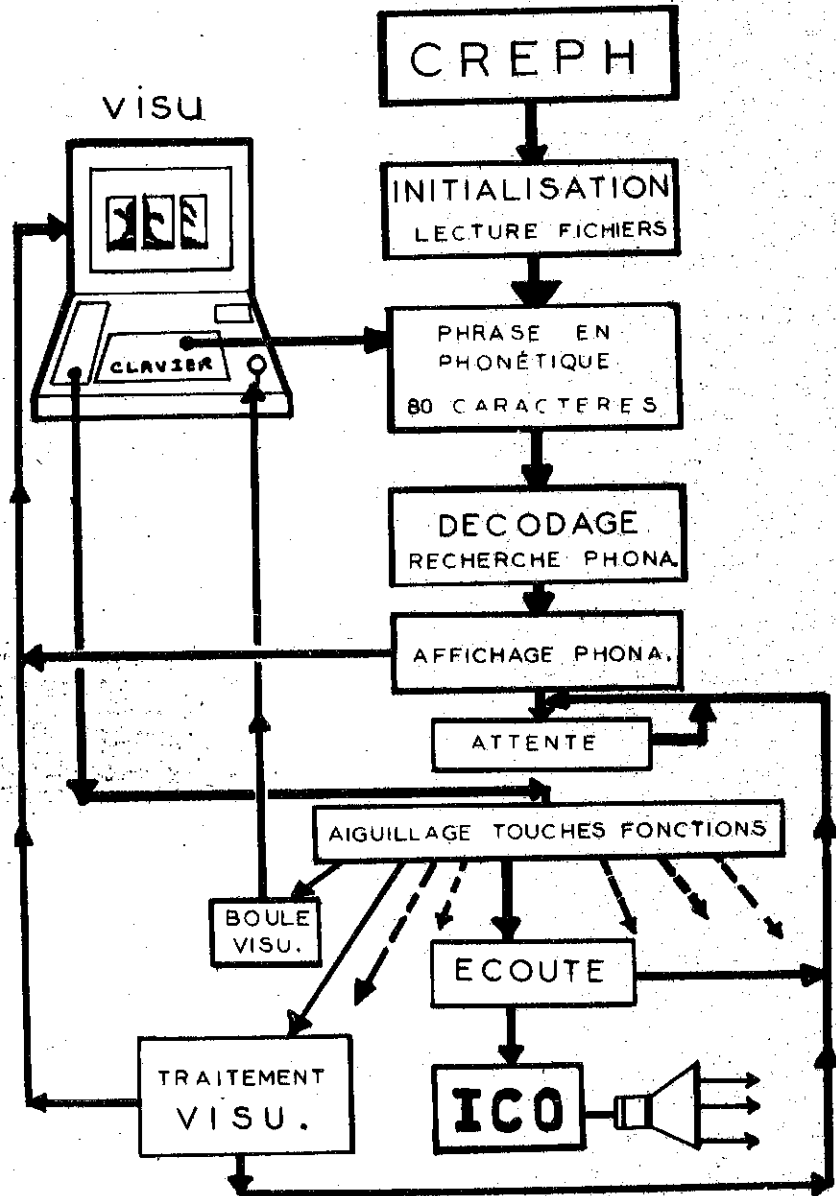 CREPH
visu
INITIALISATION
LECTURE FICHIERS
PHRASE EN
PHONÉTIQUE
80 CARACTERES
CLAVIER
DECODAGE
RECHERCHE PHONA.
AFFICHAGE PHONA.
ATTENTE
AIGUILLAGE TOUCHES FONCTIONS
BOULE
VISU.
ECOUTE
TRAITEMENT
VISU.
ICO